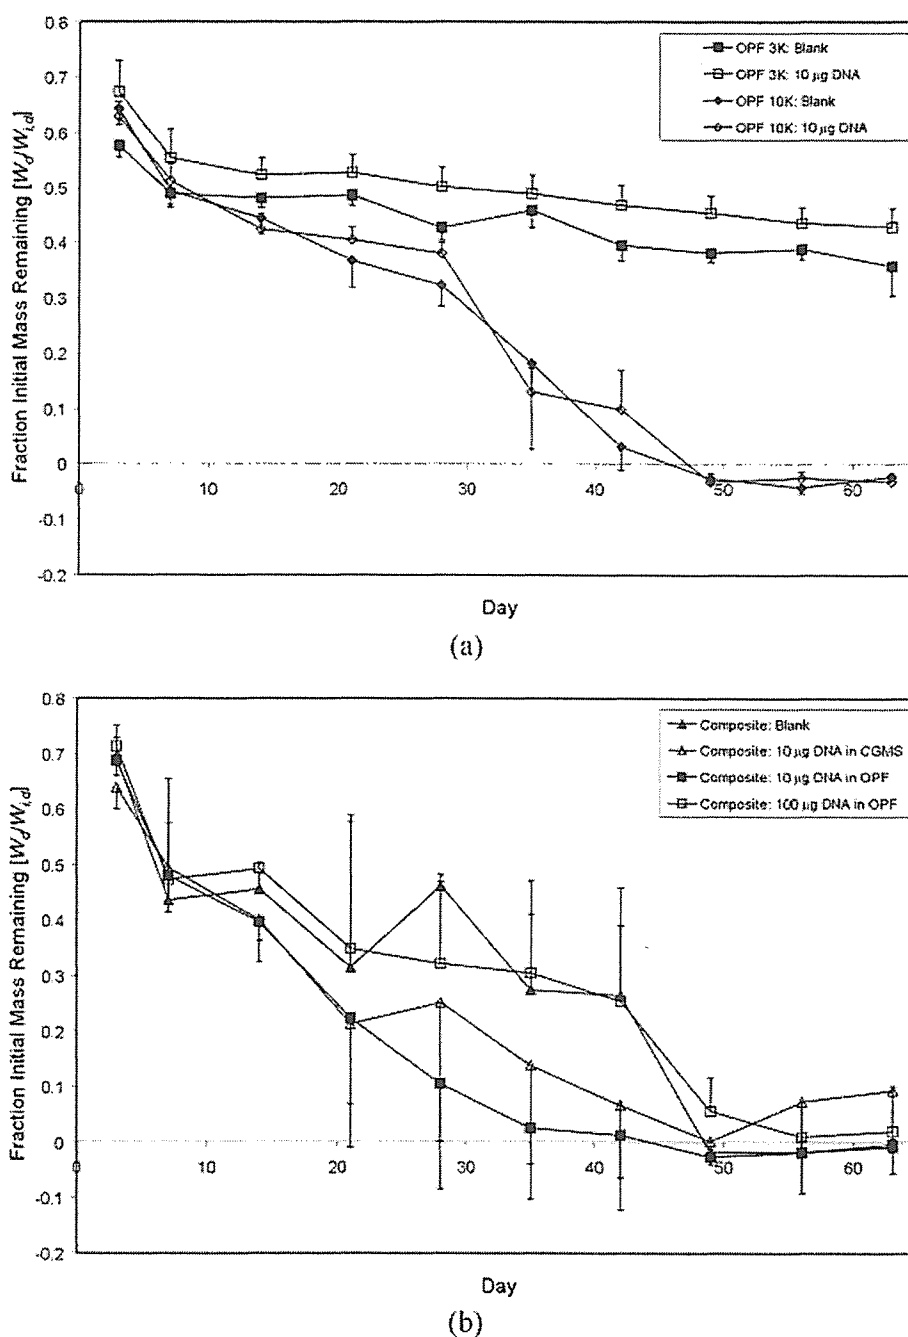 0.8
0.7
0.6
0.5
0.4
0.3
0.2
0.1
0
-0.1
-0.2
Fraction Initial Mass Remaining [Wd/Wi,d]
OPF 3K: Blank
OPF 3K: 10 µg DNA
OPF 10K: Blank
OPF 10K: 10 µg DNA
0 10 20 30 40 50 60
Day
(a)
0.8
0.7
0.6
0.5
0.4
0.3
0.2
0.1
0
-0.1
-0.2
Fraction Initial Mass Remaining [Wd/Wi,d]
Composite: Blank
Composite: 10 µg DNA in CGMS
Composite: 10 µg DNA in OPF
Composite: 100 µg DNA in OPF
0 10 20 30 40 50 60
Day
(b)